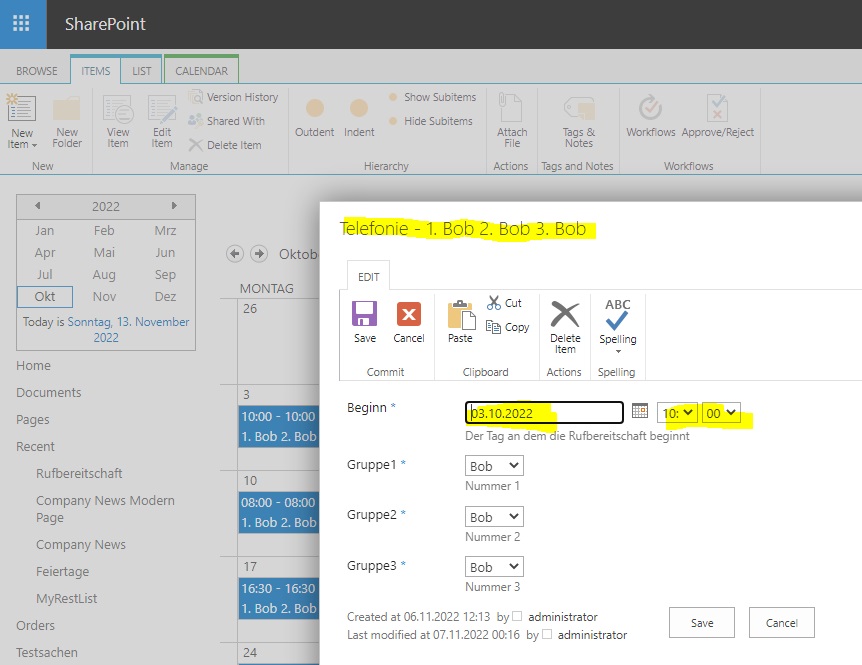 SharePoint
BROWSE ITEMS LIST CALENDAR
New Item
New Folder
New
View Item
Edit Item
Version History
Shared With
Delete Item
Manage
Outdent
Indent
Show Subitems
Hide Subitems
Hierarchy
Attach File
Actions
Tags & Notes
Tags and Notes
Workflows
Approve/Reject
Workflows
2022
Jan Feb Mrz
Apr Mai Jun
Jul Aug Sep
Okt Nov Dez
Today is Sonntag, 13. November
2022
Home
Documents
Pages
Recent
Rufbereitschaft
Company News Modern
Page
Company News
Feiertage
MyRestList
Orders
Testsachen
Oktob
MONTAG
26
3
10:00 - 10:00
1. Bob 2. Bob
10
08:00 - 08:00
1. Bob 2. Bob
17
16:30 - 16:30
1. Bob 2. Bob
24
Telefonie - 1. Bob 2. Bob 3. Bob
EDIT
Save
Cancel
Commit
Paste
Cut
Copy
Clipboard
Delete
Item
Actions
ABC
Spelling
Spelling
Beginn * 03.10.2022 10: 00
Der Tag an dem die Rufbereitschaft beginnt
Gruppe1 * Bob
Nummer 1
Gruppe2 * Bob
Nummer 2
Gruppe3 * Bob
Nummer 3
Created at 06.11.2022 12:13 by administrator
Last modified at 07.11.2022 00:16 by administrator
Save Cancel